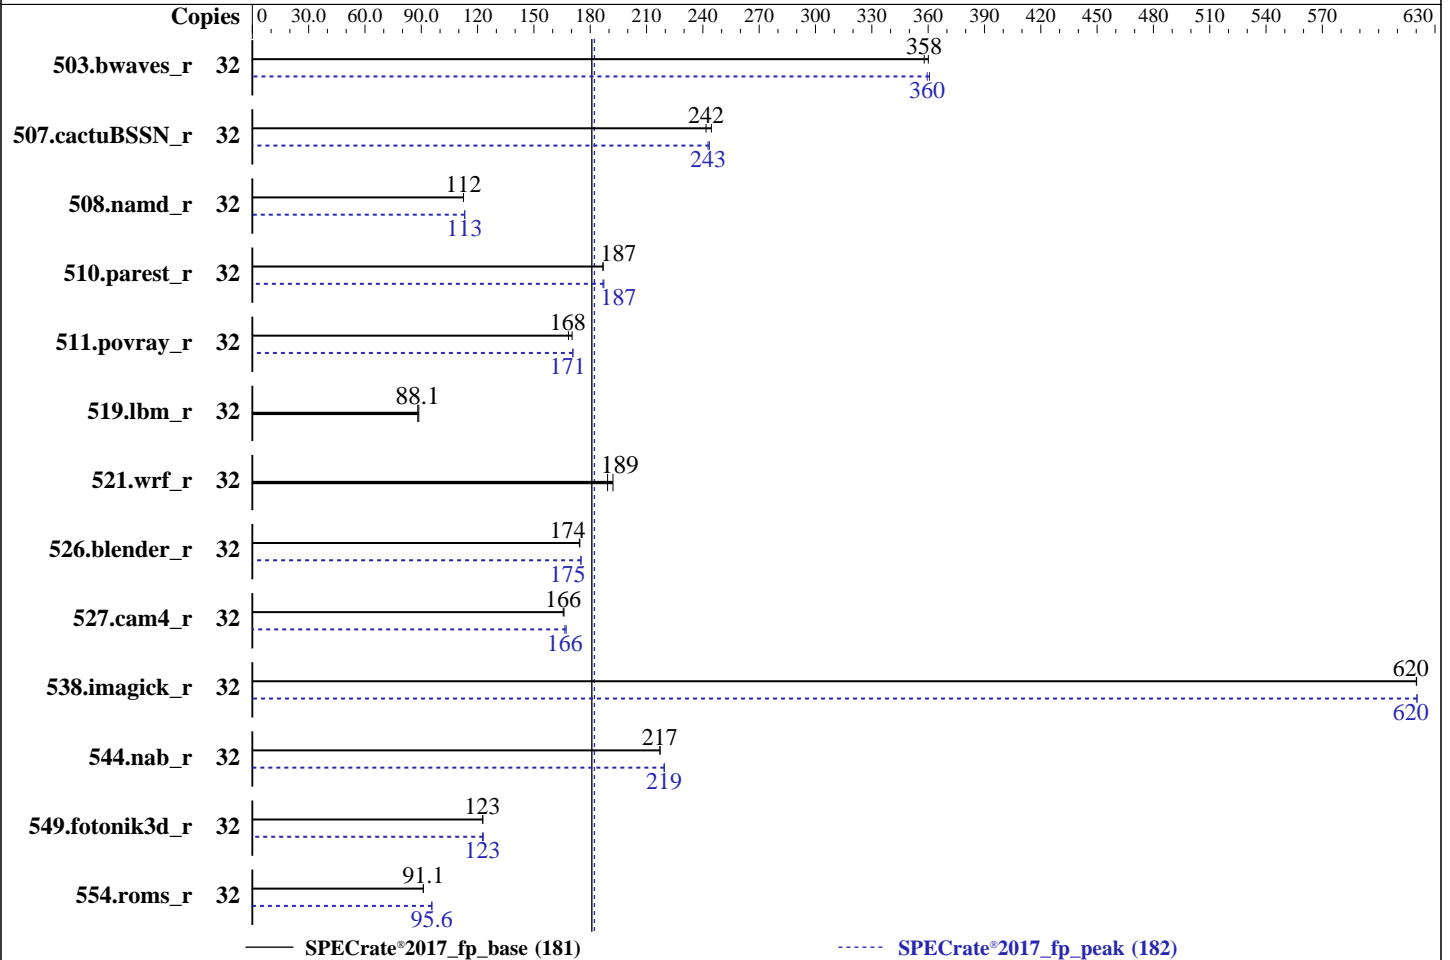 Copies 0 30.0 60.0 90.0 120 150 180 210 240 270 300 330 360 390 420 450 480 510 540 570 630
503.bwaves_r 32 358
360
507.cactuBSSN_r 32 242
243
508.namd_r 32 112
113
510.parest_r 32 187
187
511.povray_r 32 168
171
519.lbm_r 32 88.1
521.wrf_r 32 189
526.blender_r 32 174
175
527.cam4_r 32 166
166
538.imagick_r 32 620
620
544.nab_r 32 217
219
549.fotonik3d_r 32 123
123
554.roms_r 32 91.1
95.6
SPECrate®2017_fp_base (181) SPECrate®2017_fp_peak (182)